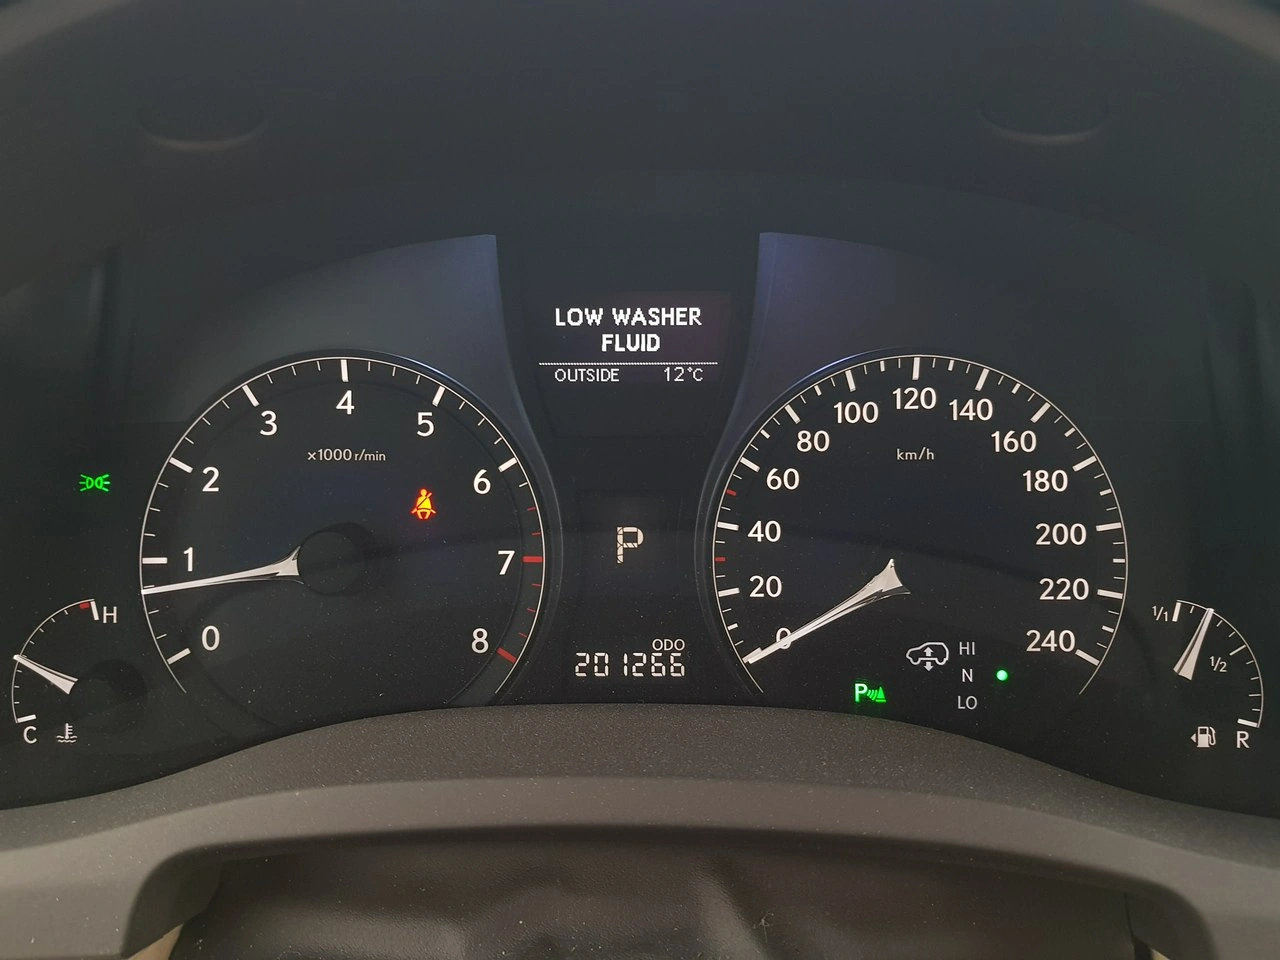 LOW WASHER
FLUID
OUTSIDE 12°C
0
1
2
3
4
5
6
7
8
x1000 r/min
H
C
P
ODO
201266
0
20
40
60
80
100
120
140
160
180
200
220
240
km/h
HI
N
LO
P
1/1
1/2
R